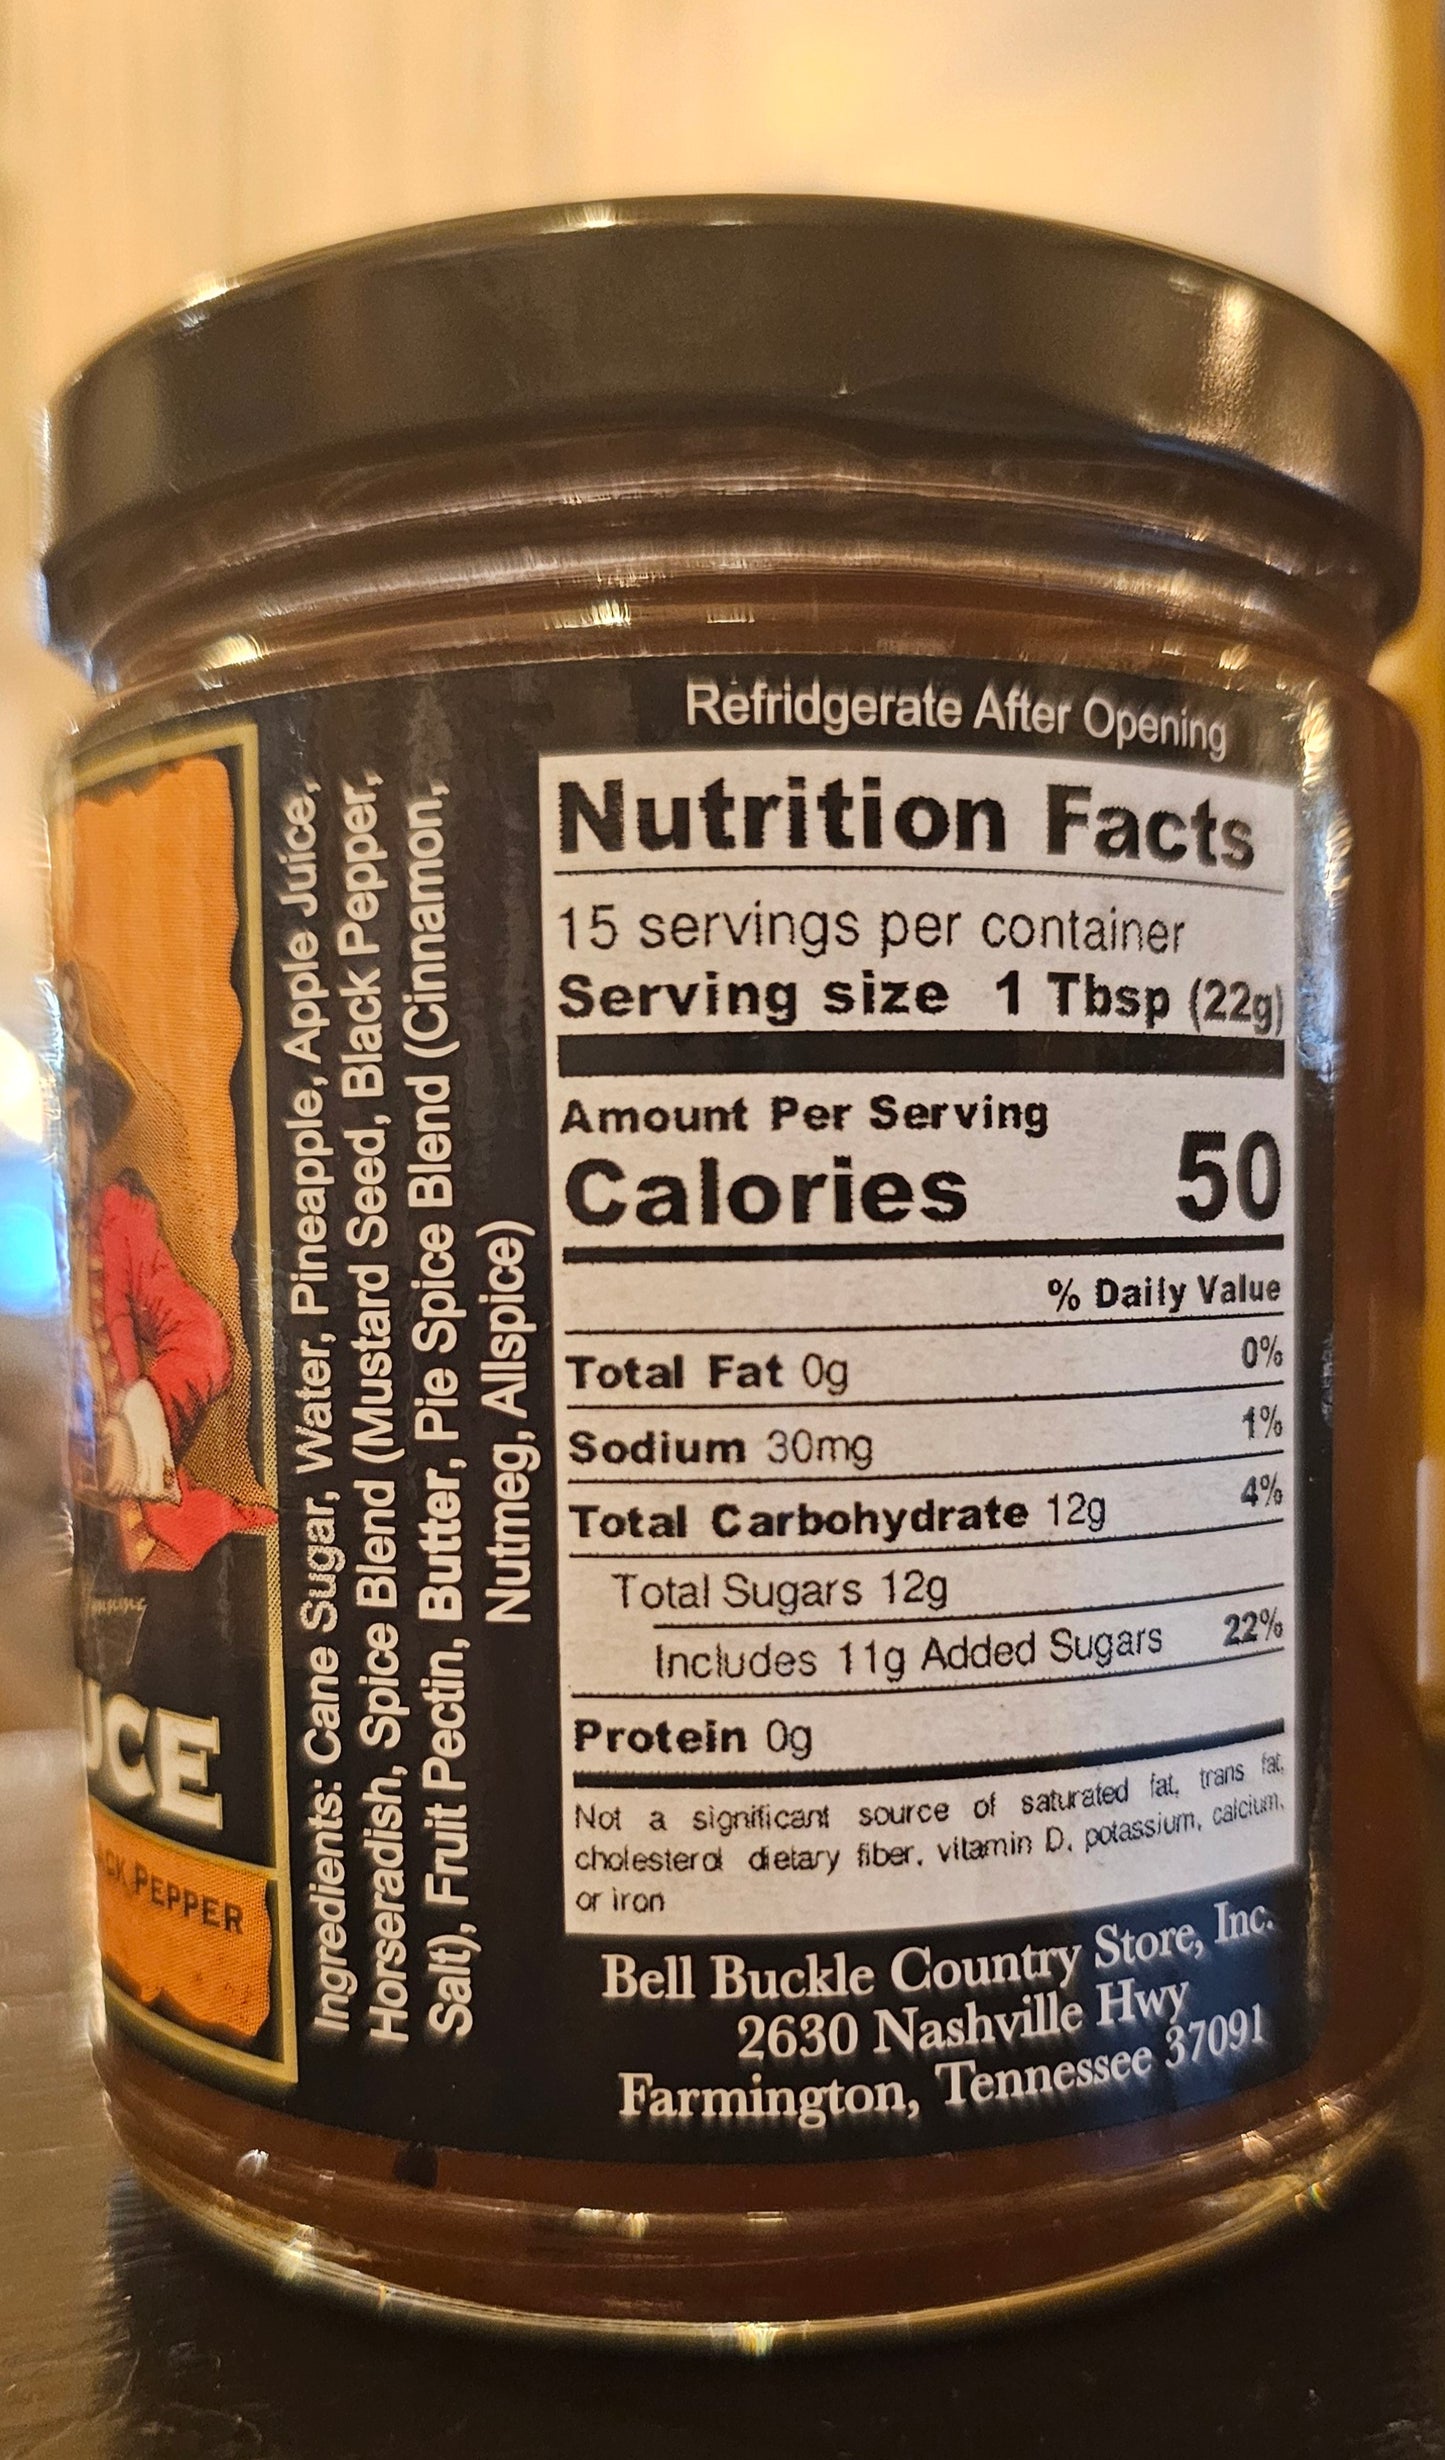 UCE
PEPPER
Ingredients: Cane Sugar, Water, Pineapple, Apple Juice,
Horseradish, Spice Blend (Mustard Seed, Black Pepper,
Salt), Fruit Pectin, Butter, Pie Spice Blend (Cinnamon,
Nutmeg, Allspice)
Refridgerate After Opening
Nutrition Facts
15 servings per container
Serving size 1 Tbsp (22g)
Amount Per Serving
Calories 50
% Daily Value
Total Fat 0g 0%
Sodium 30mg 1%
Total Carbohydrate 12g 4%
Total Sugars 12g
Includes 11g Added Sugars 22%
Protein 0g
Not a significant source of saturated fat, trans fat,
cholesterol dietary fiber, vitamin D, potassium, calcium,
or iron
Bell Buckle Country Store, Inc.
2630 Nashville Hwy
Farmington, Tennessee 37091